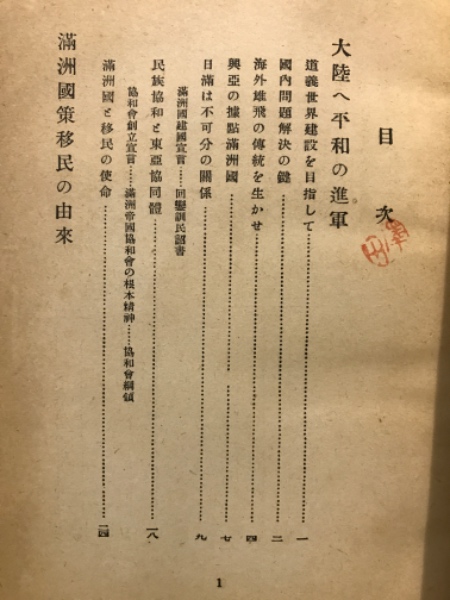 目次
大陸へ平和の進軍
道義世界建設を目指して……一
國內問題解決の鍵……二
海外雄飛の傳統を生かせ……四
興亞の據點滿洲國……七
日滿は不可分の關係……九
滿洲國建國宣言……回鑾訓民詔書
民族協和と東亞協同體……一八
協和會創立宣言……滿洲帝國協和會の根本精神……協和會綱領
滿洲國と移民の使命……二四
滿洲國策移民の由來
1